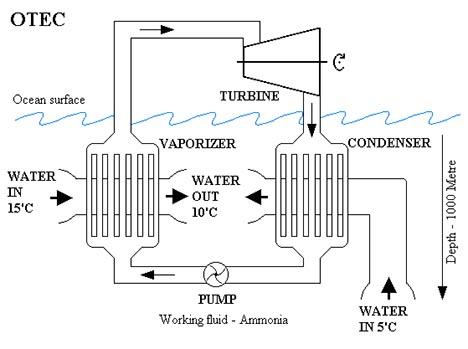 OTEC
TURBINE
Ocean surface
VAPORIZER
CONDENSER
WATER
IN
15'C
WATER
OUT
10'C
Depth - 1000 Metre
PUMP
Working fluid - Ammonia
WATER
IN 5'C